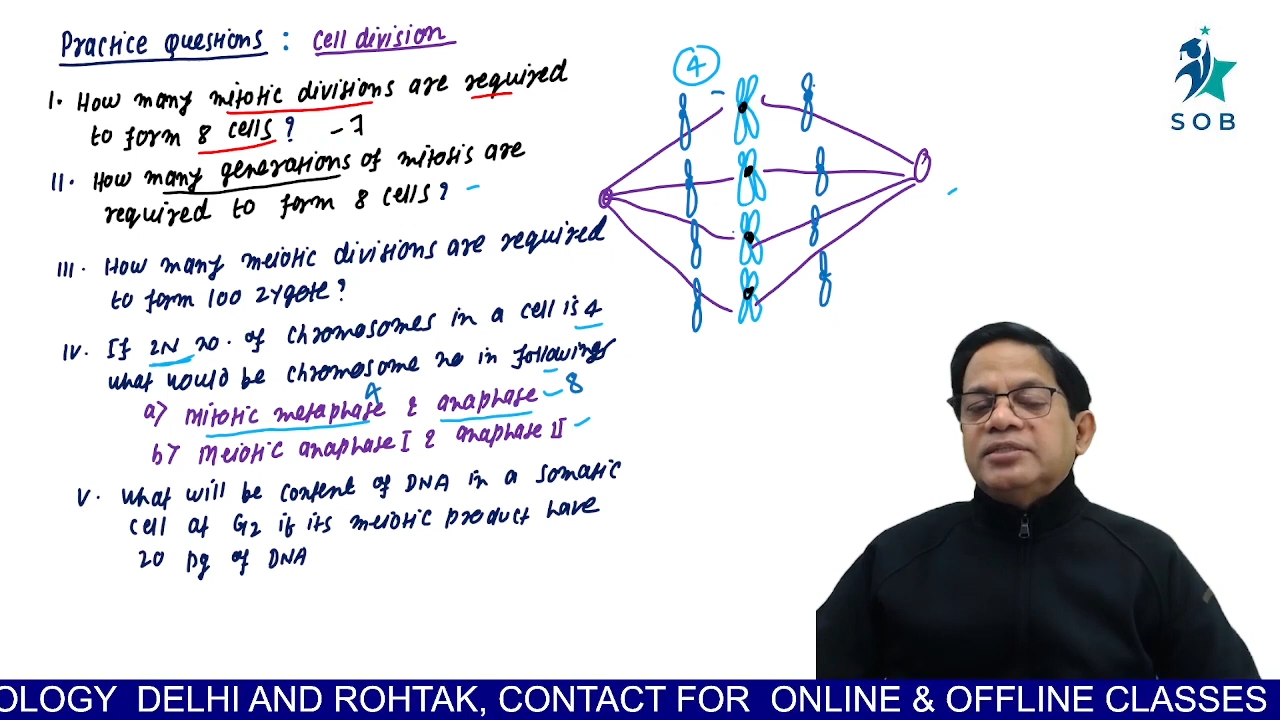 Practice Questions : Cell division
I. How many mitotic divisions are required
to form 8 cells? - 7
II. How many generations of mitosis are
required to form 8 cells? -
III. How many meiotic divisions are required
to form 100 zygote?
IV. If 2N no. of chromosomes in a cell is 4
what would be chromosome no in followings
a) Mitotic metaphase & anaphase - 8
4
b) Meiotic anaphase I & anaphase II -
V. What will be content of DNA in a somatic
cell at G2 if its meiotic product have
20 pg of DNA
4
SOB
OLOGY DELHI AND ROHTAK, CONTACT FOR ONLINE & OFFLINE CLASSES